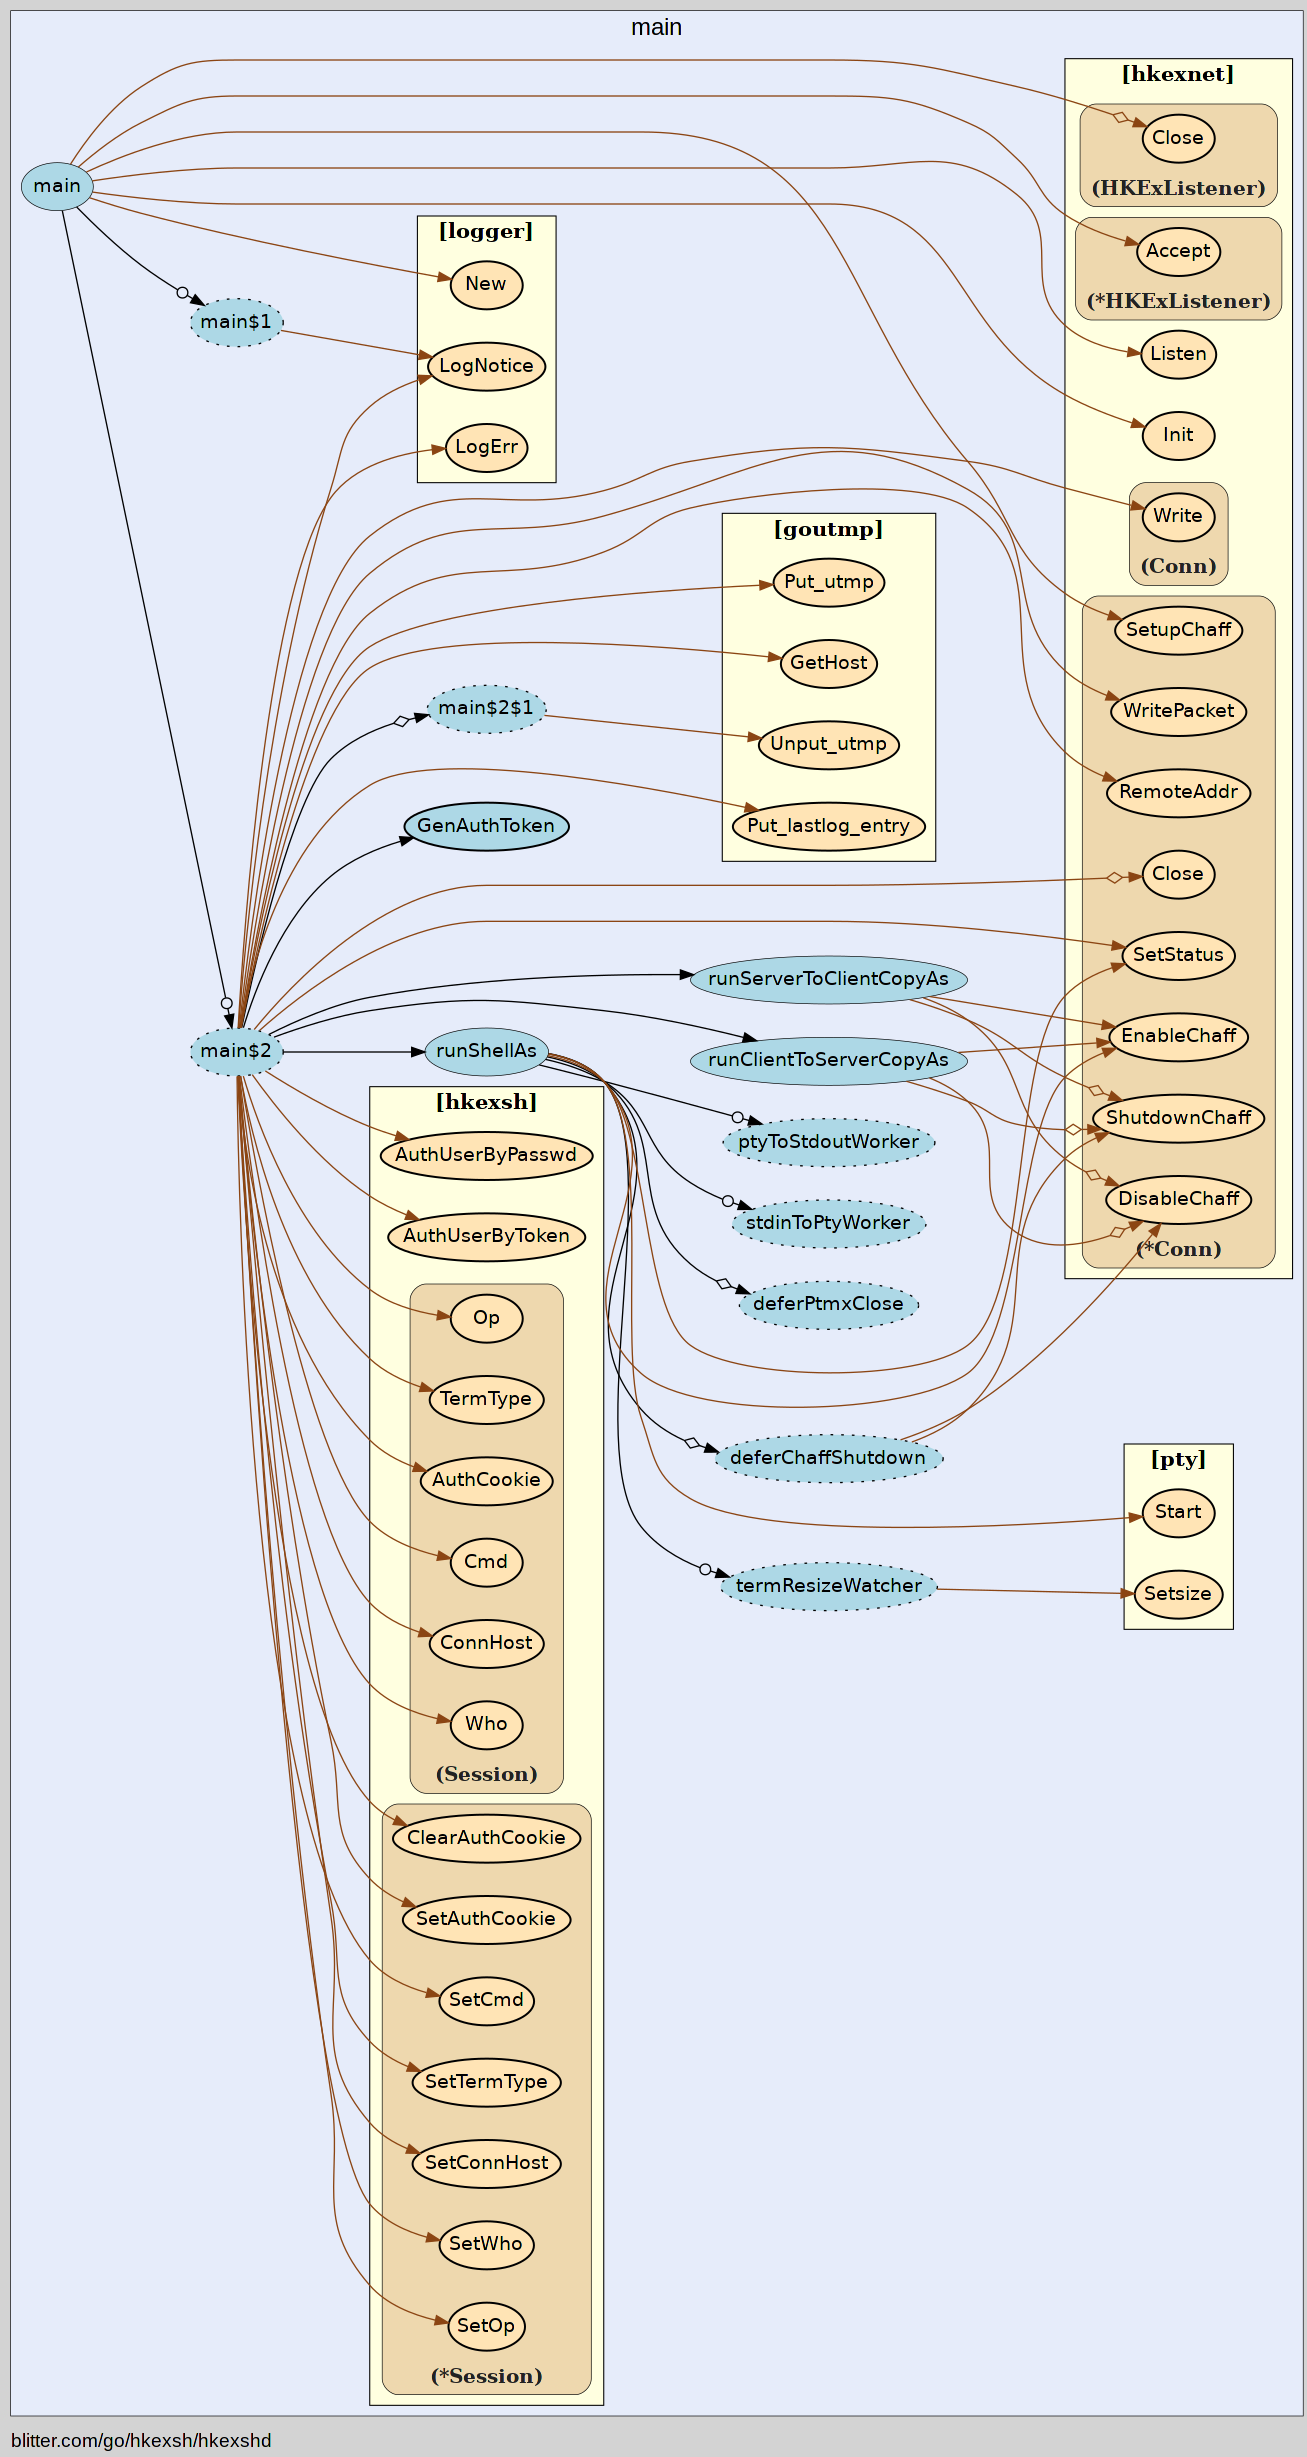 main
[hkexnet]
Close
(HKExListener)
main
[logger]
Accept
New
(*HKExListener)
main$1
Listen
LogNotice
Init
LogErr
Write
[goutmp]
(Conn)
Put_utmp
SetupChaff
GetHost
main$2$1
WritePacket
Unput_utmp
RemoteAddr
GenAuthToken
Put_lastlog_entry
Close
SetStatus
runServerToClientCopyAs
EnableChaff
main$2
runShellAs
runClientToServerCopyAs
[hkexsh]
ShutdownChaff
ptyToStdoutWorker
AuthUserByPasswd
DisableChaff
stdinToPtyWorker
AuthUserByToken
(*Conn)
deferPtmxClose
Op
TermType
deferChaffShutdown
[pty]
AuthCookie
Start
Cmd
termResizeWatcher
Setsize
ConnHost
Who
(Session)
ClearAuthCookie
SetAuthCookie
SetCmd
SetTermType
SetConnHost
SetWho
SetOp
(*Session)
blitter.com/go/hkexsh/hkexshd